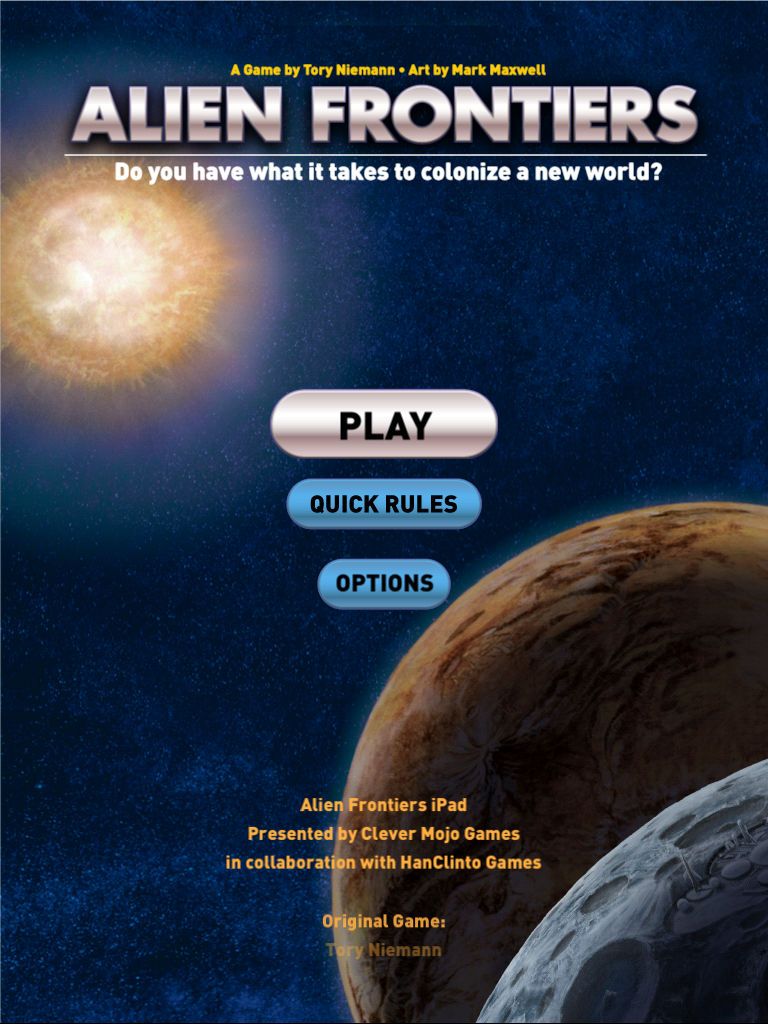 A Game by Tory Niemann • Art by Mark Maxwell
ALIEN FRONTIERS
Do you have what it takes to colonize a new world?
PLAY
QUICK RULES
OPTIONS
Alien Frontiers iPad
Presented by Clever Mojo Games
in collaboration with HanClinto Games
Original Game:
Tory Niemann